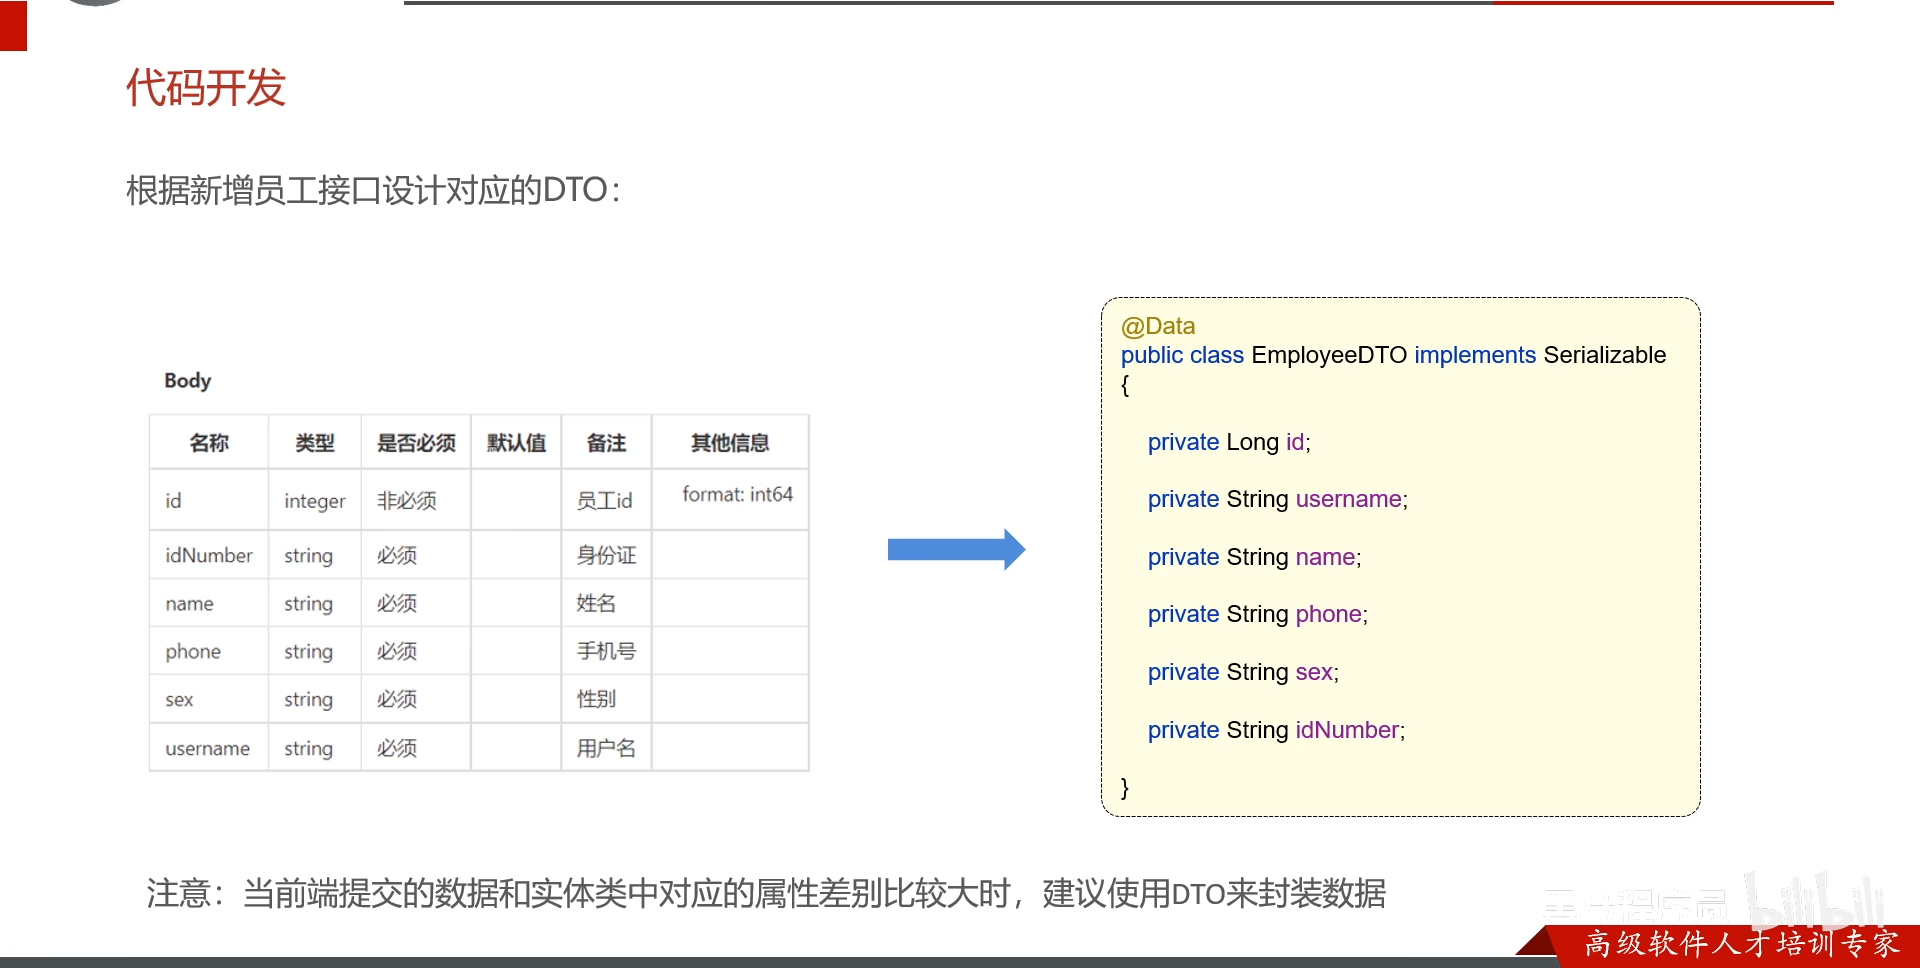 代码开发
根据新增员工接口设计对应的DTO：
Body
名称 类型 是否必须 默认值 备注 其他信息
id integer 非必须 员工id format: int64
idNumber string 必须 身份证
name string 必须 姓名
phone string 必须 手机号
sex string 必须 性别
username string 必须 用户名
@Data
public class EmployeeDTO implements Serializable
{
private Long id;
private String username;
private String name;
private String phone;
private String sex;
private String idNumber;
}
注意：当前端提交的数据和实体类中对应的属性差别比较大时，建议使用DTO来封装数据
黑马程序员 bilibili
高级软件人才培训专家